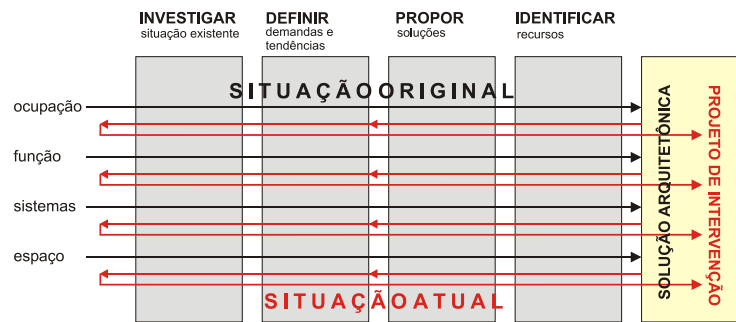 INVESTIGAR
situação existente
DEFINIR
demandas e
tendências
PROPOR
soluções
IDENTIFICAR
recursos
SITUAÇÃO ORIGINAL
ocupação
função
sistemas
espaço
SITUAÇÃO ATUAL
SOLUÇÃO ARQUITETÔNICA
PROJETO DE INTERVENÇÃO